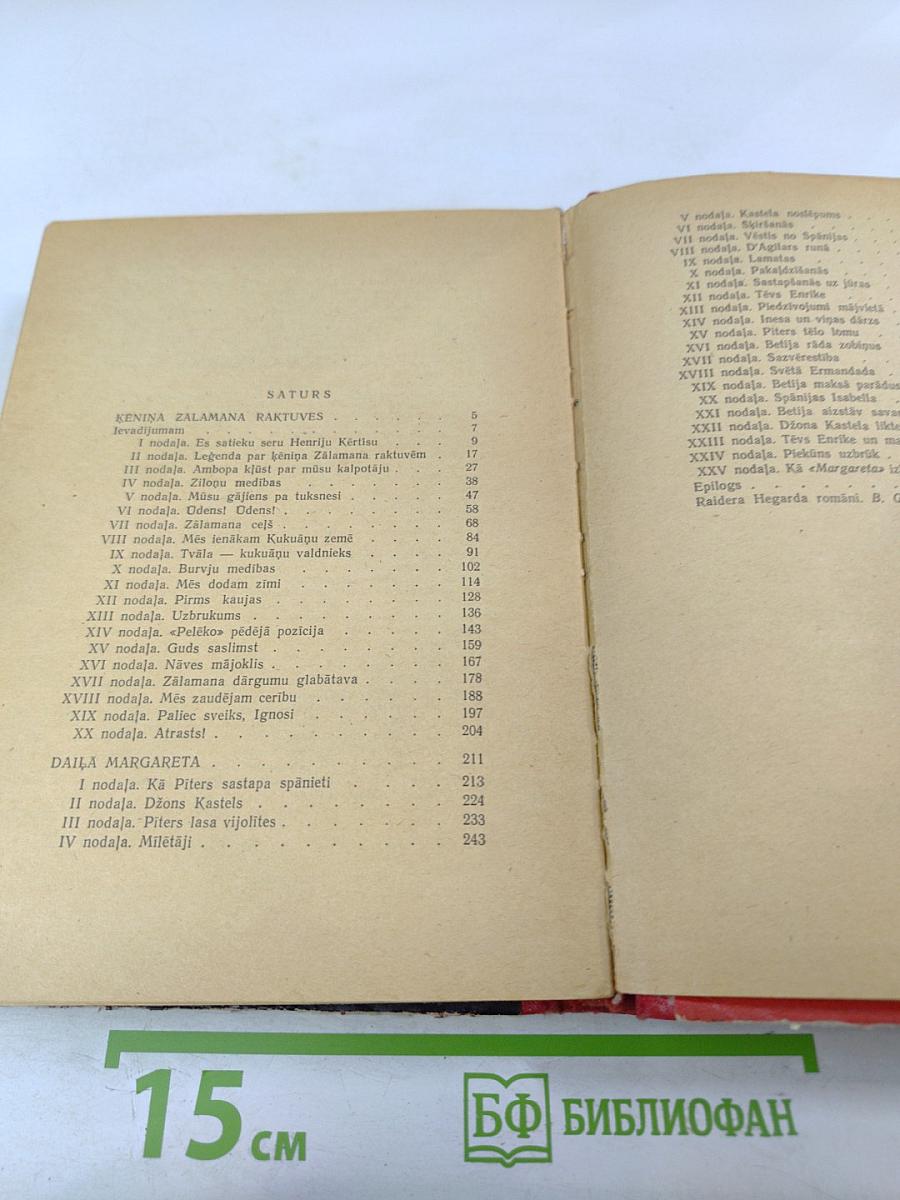 SATURS
ĶĒNIŅA ZĀLAMANA RAKTUVES . . . . . . 5
Ievadījumam . . . . . . . . . . 7
I nodaļa. Es satieku seru Henriju Kērtisu . . . 9
II nodaļa. Leģenda par ķēniņa Zālamana raktuvēm . 17
III nodaļa. Ambopa kļūst par mūsu kalpotāju . . . 27
IV nodaļa. Ziloņu medības . . . . . . 38
V nodaļa. Mūsu gājiens pa tuksnesi . . . . . 47
VI nodaļa. Ūdens! Ūdens! . . . . . . . 58
VII nodaļa. Zālamana ceļš . . . . . . . 68
VIII nodaļa. Mēs ienākam Kukuāņu zemē . . . . 84
IX nodaļa. Tvāla — kukuāņu valdnieks . . . . 91
X nodaļa. Burvju medības . . . . . . 102
XI nodaļa. Mēs dodam zīmi . . . . . . 114
XII nodaļa. Pirms kaujas . . . . . . . 128
XIII nodaļa. Uzbrukums . . . . . . . . 136
XIV nodaļa. «Pelēko» pēdējā pozīcija . . . . . 143
XV nodaļa. Guds saslimst . . . . . . . 159
XVI nodaļa. Nāves mājoklis . . . . . . . 167
XVII nodaļa. Zālamana dārgumu glabātava . . . . 178
XVIII nodaļa. Mēs zaudējam cerību . . . . . 188
XIX nodaļa. Paliec sveiks, Ignosi . . . . . 197
XX nodaļa. Atrasts! . . . . . . . . . 204
DAIĻĀ MARGARETA . . . . . . . . . 211
I nodaļa. Kā Pīters sastapa spānieti . . . . 213
II nodaļa. Džons Kastels . . . . . . . 224
III nodaļa. Pīters lasa vijolītes . . . . . . 233
IV nodaļa. Mīlētāji . . . . . . . . . 243
V nodaļa. Kastela noslēpums . . .
VI nodaļa. Šķiršanās . . .
VII nodaļa. Vēstis no Spānijas . . .
VIII nodaļa. D'Agilars runā . . .
IX nodaļa. Lamatas . . . .
X nodaļa. Pakaļdzīšanās . . .
XI nodaļa. Sastapšanās uz jūras . .
XII nodaļa. Tēvs Enrike . . .
XIII nodaļa. Piedzīvojumi mājvietā . .
XIV nodaļa. Inesa un viņas dārzs . .
XV nodaļa. Pīters tēlo lomu . .
XVI nodaļa. Betija rāda zobiņus
XVII nodaļa. Sazvērestība . . .
XVIII nodaļa. Svētā Ermandada . .
XIX nodaļa. Betija maksā parādus
XX nodaļa. Spānijas Isabella .
XXI nodaļa. Betija aizstāv
XXII nodaļa. Džona Kastela
XXIII nodaļa. Tēvs Enrike un
XXIV nodaļa. Piekūns uzbrūk . .
XXV nodaļa. Kā «Margareta»
Epilogs . . . . . . .
Raidera Hegarda romāni. B.
15 см
БФ БИБЛИОФАН